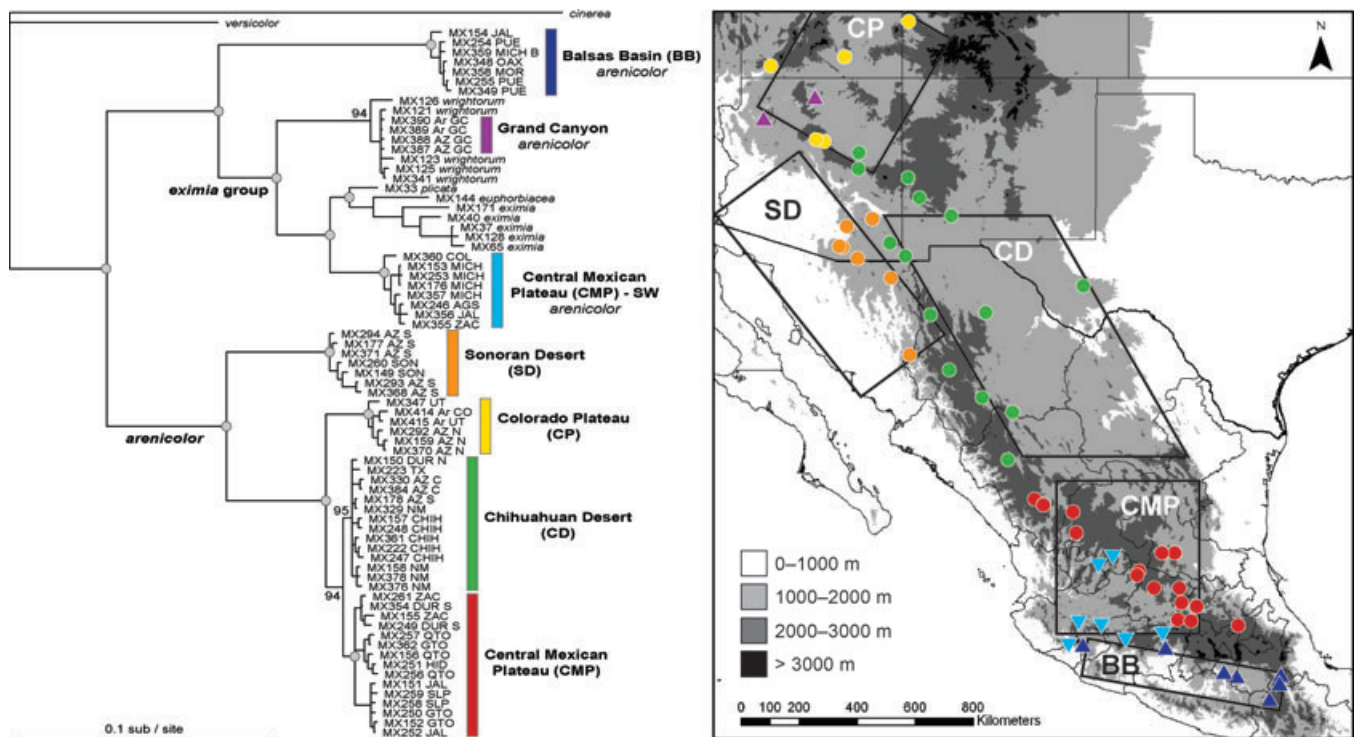 cinerea
versicolor
MX154 JAL
MX254 PUE
MX359 MICH B
MX348 OAX
MX358 MOR
MX255 PUE
MX349 PUE
Balsas Basin (BB)
arenicolor
94
MX126 wrightorum
MX121 wrightorum
MX390 Ar GC
MX389 Ar GC
MX388 AZ GC
MX387 AZ GC
MX123 wrightorum
MX125 wrightorum
MX341 wrightorum
Grand Canyon
arenicolor
eximia group
MX33 plicata
MX144 euphorbiacea
MX171 eximia
MX40 eximia
MX37 eximia
MX128 eximia
MX65 eximia
MX360 COL
MX153 MICH
MX253 MICH
MX176 MICH
MX357 MICH
MX246 AGS
MX356 JAL
MX355 ZAC
Central Mexican
Plateau (CMP) - SW
arenicolor
MX294 AZ S
MX177 AZ S
MX371 AZ S
MX260 SON
MX149 SON
MX293 AZ S
MX368 AZ S
Sonoran Desert
(SD)
arenicolor
MX347 UT
MX414 Ar CO
MX415 Ar UT
MX292 AZ N
MX159 AZ N
MX370 AZ N
Colorado Plateau
(CP)
95
MX150 DUR N
MX223 TX
MX330 AZ C
MX384 AZ C
MX178 AZ S
MX329 NM
MX157 CHIH
MX248 CHIH
MX361 CHIH
MX222 CHIH
MX247 CHIH
MX158 NM
MX378 NM
MX376 NM
Chihuahuan Desert
(CD)
94
MX261 ZAC
MX354 DUR S
MX155 ZAC
MX249 DUR S
MX257 QTO
MX362 GTO
MX156 QTO
MX251 HID
MX256 QTO
MX151 JAL
MX259 SLP
MX258 SLP
MX250 GTO
MX152 GTO
MX252 JAL
Central Mexican
Plateau (CMP)
0.1 sub / site
CP
N
SD
CD
CMP
BB
0–1000 m
1000–2000 m
2000–3000 m
> 3000 m
0 100 200 400 600 800
Kilometers